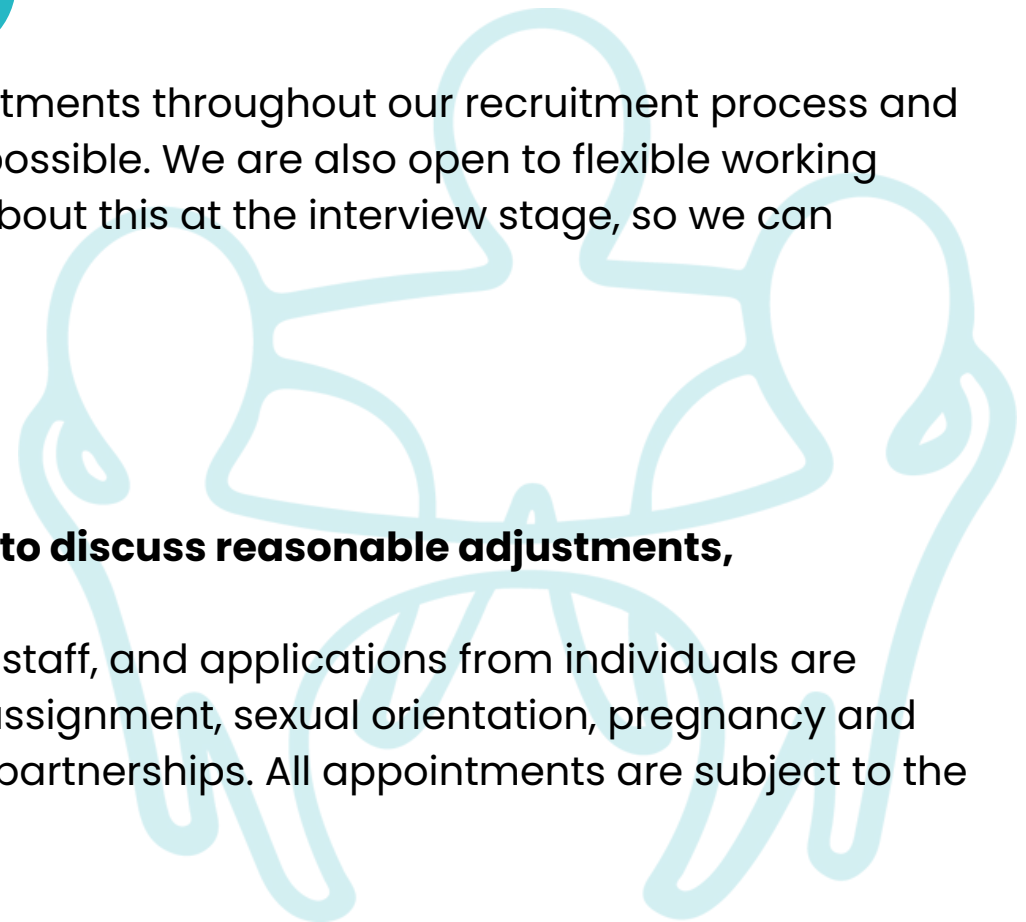 tments throughout our recruitment process and
possible. We are also open to flexible working
bout this at the interview stage, so we can
to discuss reasonable adjustments,
staff, and applications from individuals are
assignment, sexual orientation, pregnancy and
partnerships. All appointments are subject to the